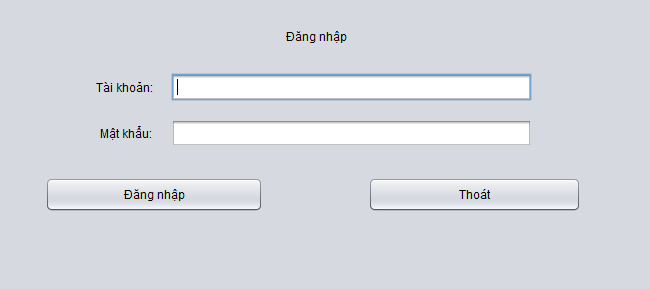 Đăng nhập
Tài khoản:
Mật khẩu:
Đăng nhập
Thoát